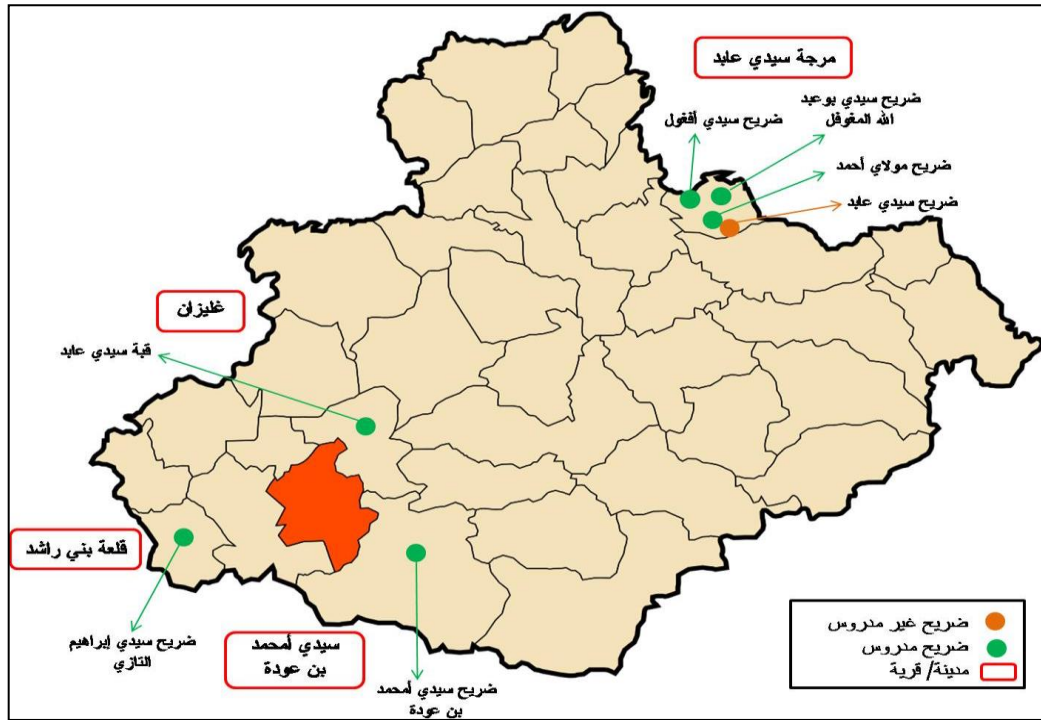 مرجة سيدي عابد
ضريح سيدي بوعبد
الله المغوفل
ضريح سيدي أفغول
ضريح مولاي أحمد
ضريح سيدي عابد
غليزان
قبة سيدي عابد
قلعة بني راشد
ضريح سيدي إبراهيم
التازي
سيدي أمحمد
بن عودة
ضريح سيدي أمحمد
بن عودة
ضريح غير مدروس
ضريح مدروس
مدينة/ قرية